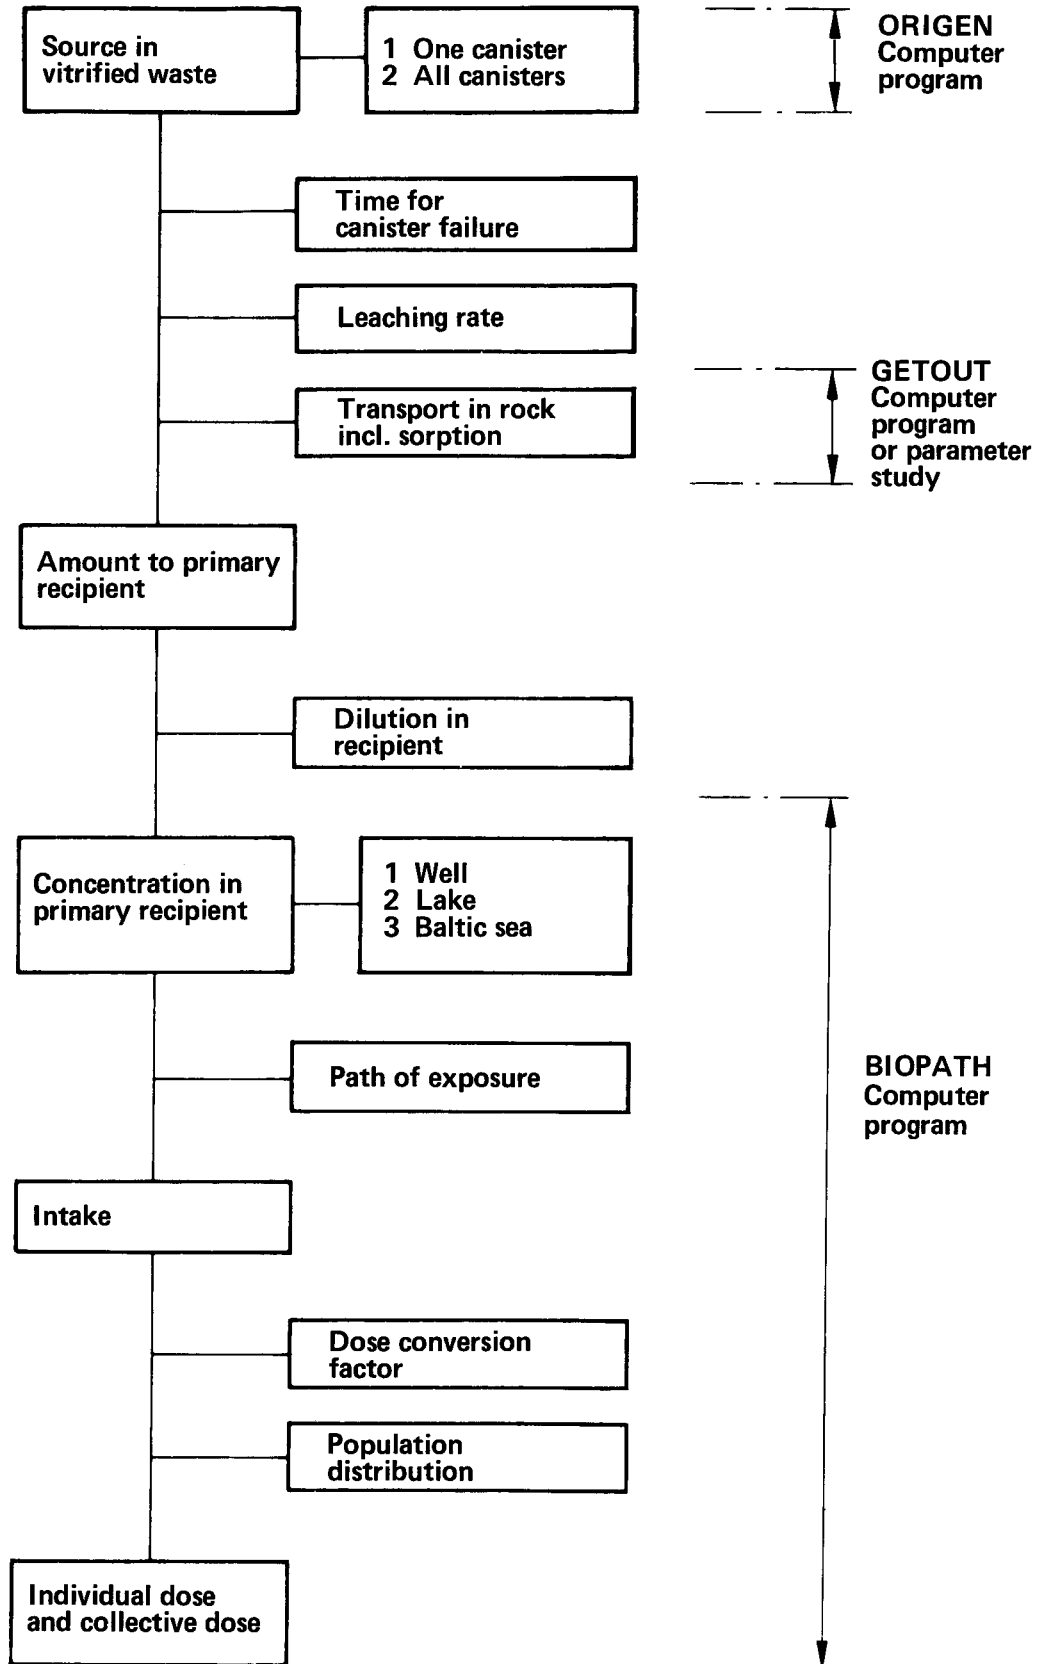 Source in
vitrified waste
1 One canister
2 All canisters
ORIGEN
Computer
program
Time for
canister failure
Leaching rate
Transport in rock
incl. sorption
GETOUT
Computer
program
or parameter
study
Amount to primary
recipient
Dilution in
recipient
Concentration in
primary recipient
1 Well
2 Lake
3 Baltic sea
Path of exposure
BIOPATH
Computer
program
Intake
Dose conversion
factor
Population
distribution
Individual dose
and collective dose